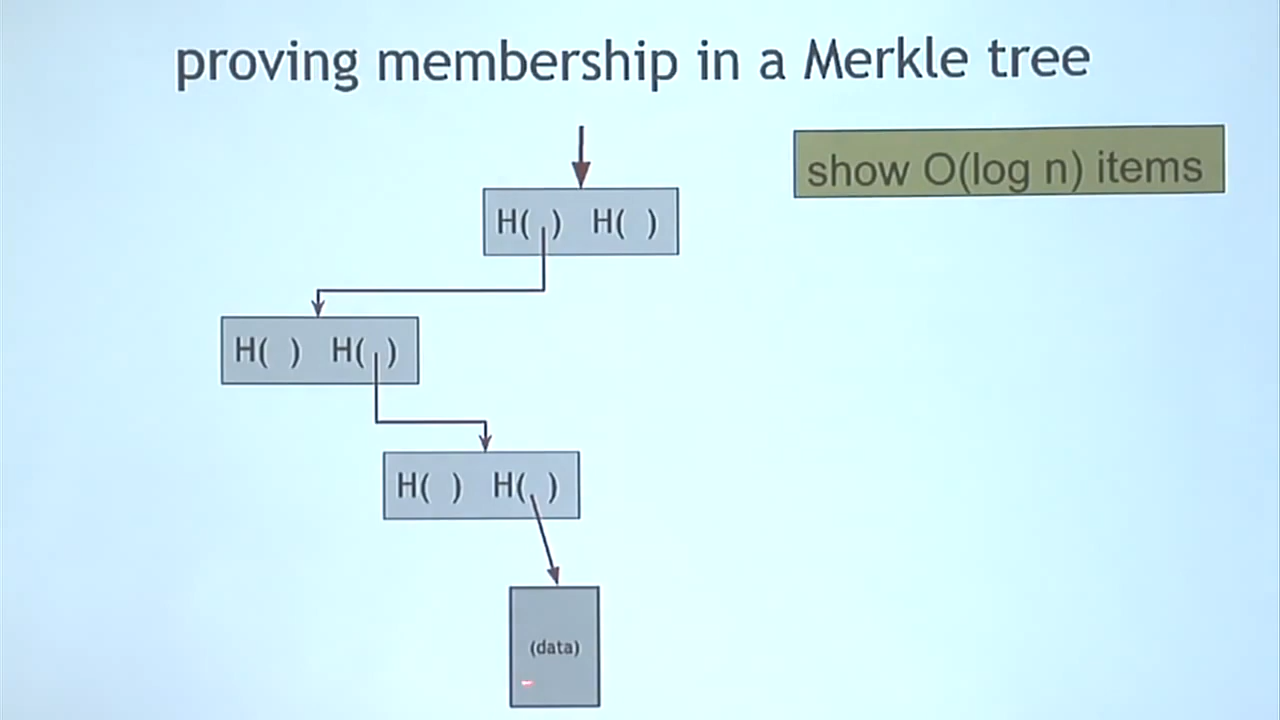 proving membership in a Merkle tree
show O(log n) items
H( ) H( )
H( ) H( )
H( ) H( )
(data)